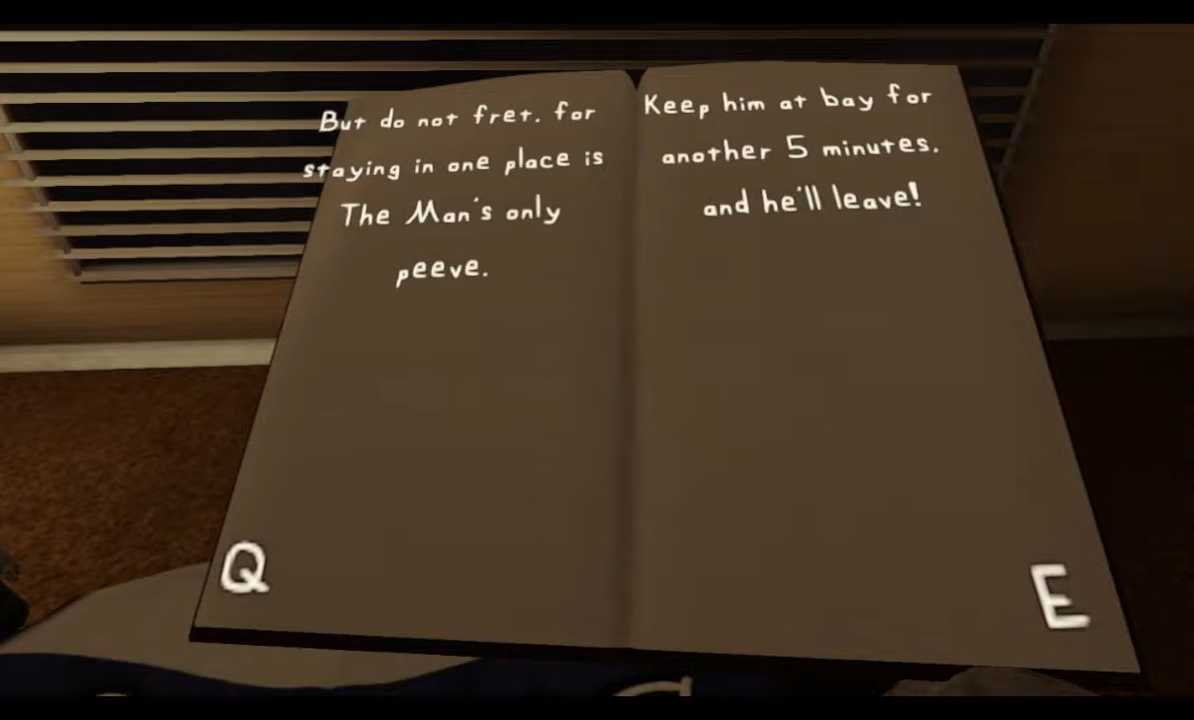 But do not fret. for
staying in one place is
The Man's only
peeve.
Keep him at bay for
another 5 minutes.
and he'll leave!
Q
E